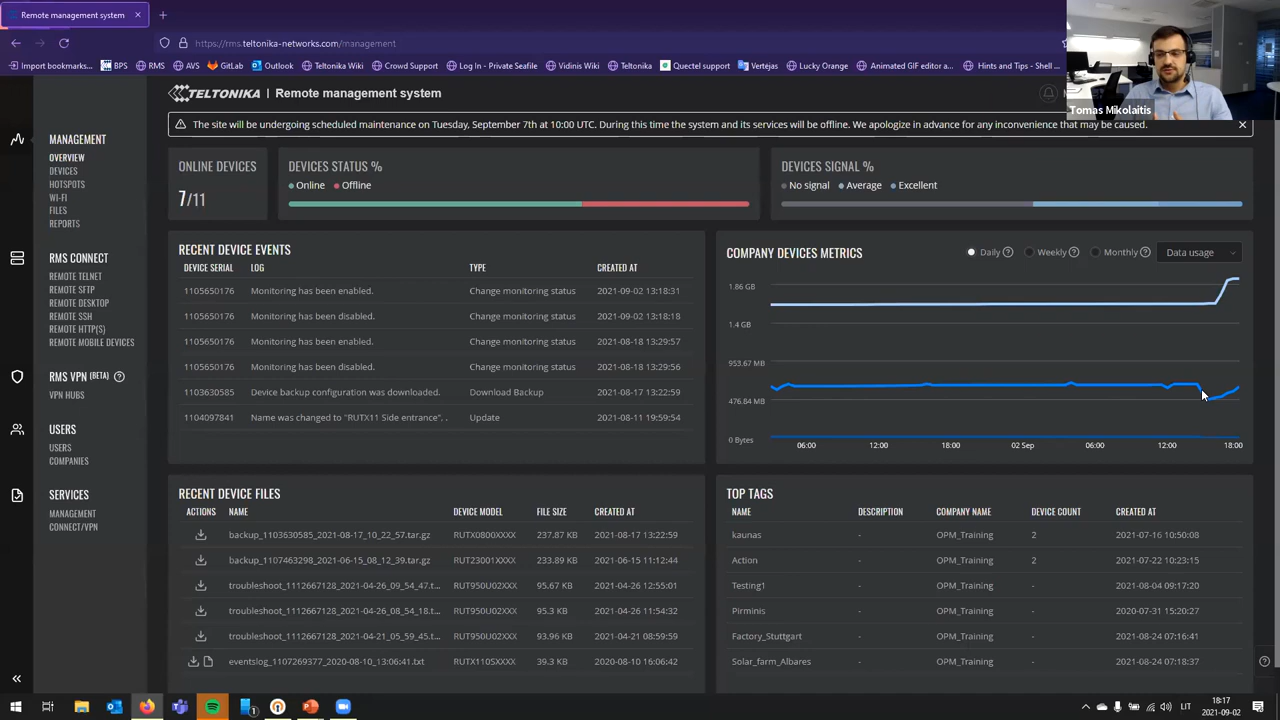 Remote management system
https://rms.teltonika-networks.com/management
Import bookmarks... BPS RMS AVD GitLab Outlook Teltonika Wiki Crowd Support Log In - Private Seafile Vidinis Wiki Teltonika Quectel support Vading Lucky Orange Animated GIF editor a... Hints and Tips - Short
Tomas Mikolaitis
TELTONIKA | Remote management system
The site will be undergoing scheduled maintenance on Tuesday, September 7th at 10:00 UTC. During this time the system and its services will be offline. We apologize in advance for any inconvenience that may be caused.
MANAGEMENT
OVERVIEW
DEVICES
HOTSPOTS
WI-FI
FILES
REPORTS
RMS CONNECT
REMOTE TELNET
REMOTE SFTP
REMOTE DESKTOP
REMOTE SSH
REMOTE HTTP(S)
REMOTE MOBILE DEVICES
RMS VPN (BETA)
VPN HUBS
USERS
USERS
COMPANIES
SERVICES
MANAGEMENT
CONNECT/VPN
ONLINE DEVICES
7/11
DEVICES STATUS %
Online Offline
DEVICES SIGNAL %
No signal Average Excellent
RECENT DEVICE EVENTS
DEVICE SERIAL LOG TYPE CREATED AT
1105650176 Monitoring has been enabled. Change monitoring status 2021-09-02 13:18:31
1105650176 Monitoring has been disabled. Change monitoring status 2021-09-02 13:18:18
1105650176 Monitoring has been enabled. Change monitoring status 2021-08-18 13:29:57
1105650176 Monitoring has been disabled. Change monitoring status 2021-08-18 13:29:56
1103630585 Device backup configuration was downloaded. Download Backup 2021-08-17 13:22:59
1104097841 Name was changed to "RUTX11 Side entrance", . Update 2021-08-11 19:59:54
COMPANY DEVICES METRICS
Daily Weekly Monthly Data usage
1.86 GB
1.4 GB
953.67 MB
476.84 MB
0 Bytes
06:00 12:00 18:00 02 Sep 06:00 12:00 18:00
RECENT DEVICE FILES
ACTIONS NAME DEVICE MODEL FILE SIZE CREATED AT
backup_1103630585_2021-08-17_10_22_57.tar.gz RUTX0800XXXX 237.87 KB 2021-08-17 13:22:59
backup_1107463298_2021-06-15_08_12_39.tar.gz RUT23001XXXX 233.89 KB 2021-06-15 11:12:44
troubleshoot_1112667128_2021-04-26_09_54_47.t... RUT950U02XXXX 95.67 KB 2021-04-26 12:55:01
troubleshoot_1112667128_2021-04-26_08_54_18.t... RUT950U02XXXX 95.3 KB 2021-04-26 11:54:32
troubleshoot_1112667128_2021-04-21_05_59_45.t... RUT950U02XXXX 93.96 KB 2021-04-21 08:59:59
eventslog_1107269377_2020-08-10_13:06:41.txt RUTX110SXXXX 39.3 KB 2020-08-10 16:06:42
TOP TAGS
NAME DESCRIPTION COMPANY NAME DEVICE COUNT CREATED AT
kaunas - OPM_Training 2 2021-07-16 10:50:08
Action - OPM_Training 2 2021-07-22 10:23:15
Testing1 - OPM_Training - 2021-08-04 09:17:20
Pirminis - OPM_Training - 2020-07-31 15:20:27
Factory_Stuttgart - OPM_Training - 2021-08-24 07:16:41
Solar_farm_Albares - OPM_Training - 2021-08-24 07:18:37
LIT
18:17
2021-09-02